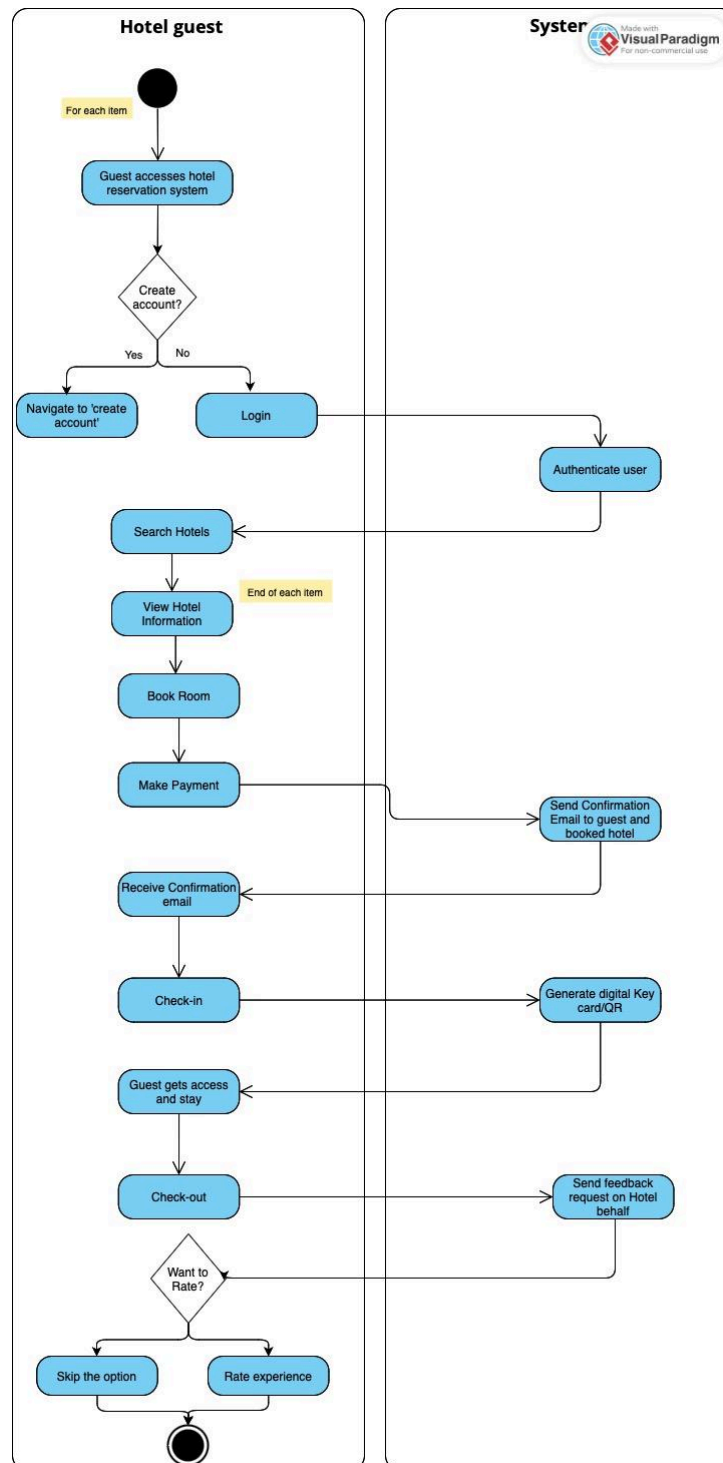 Hotel guest
System
Made with
Visual Paradigm
For non-commercial use
For each item
Guest accesses hotel
reservation system
Create
account?
Yes
No
Navigate to 'create
account'
Login
Authenticate user
Search Hotels
End of each item
View Hotel
Information
Book Room
Make Payment
Send Confirmation
Email to guest and
booked hotel
Receive Confirmation
email
Check-in
Generate digital Key
card/QR
Guest gets access
and stay
Check-out
Send feedback
request on Hotel
behalf
Want to
Rate?
Skip the option
Rate experience